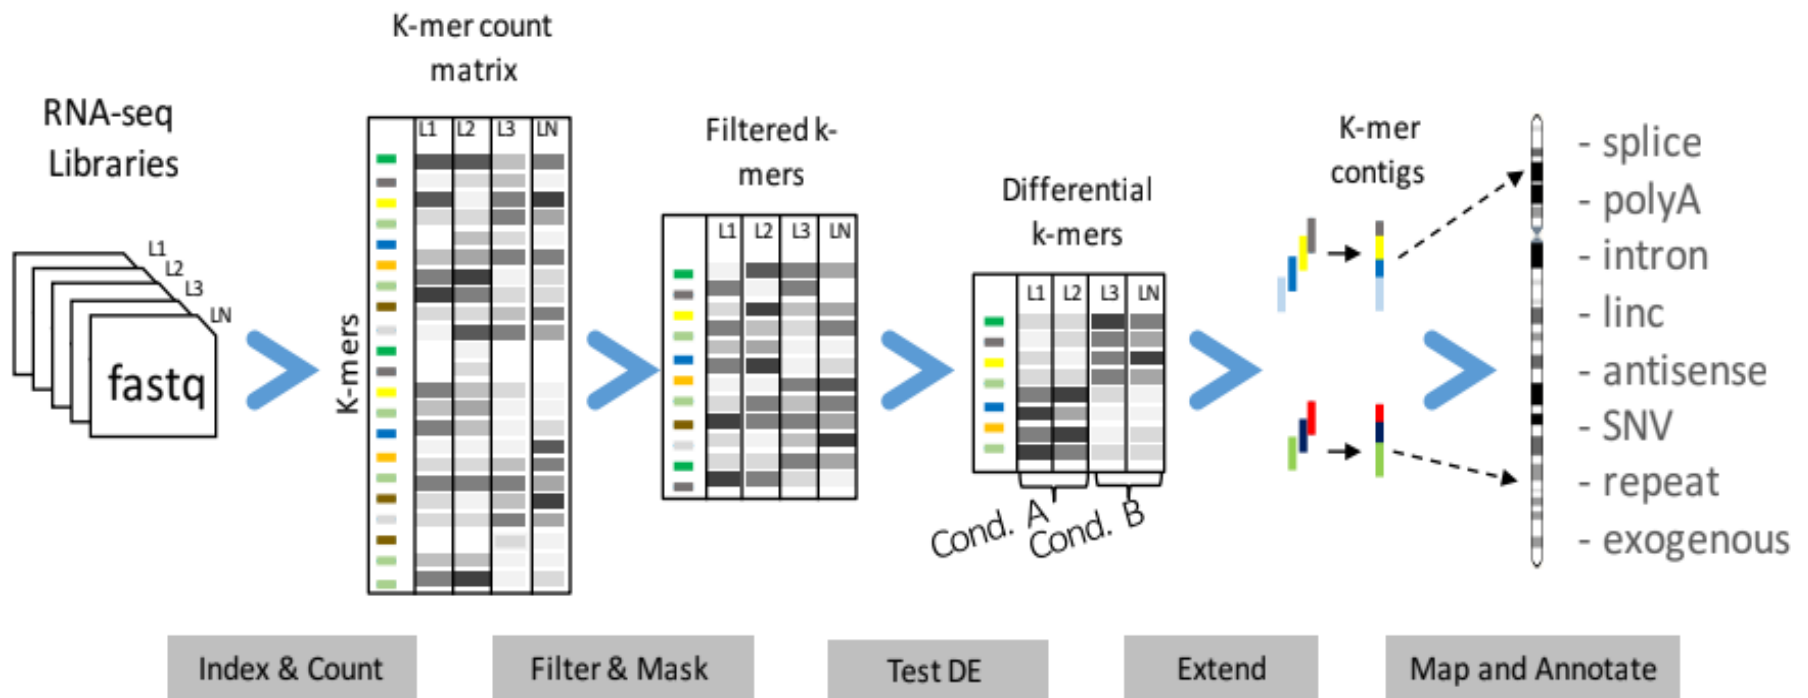 RNA-seq
Libraries
L1
L2
L3
LN
fastq
K-mer count
matrix
K-mers
L1 L2 L3 LN
Filtered k-
mers
L1 L2 L3 LN
Differential
k-mers
L1 L2 L3 LN
Cond. A
Cond. B
K-mer
contigs
- splice
- polyA
- intron
- linc
- antisense
- SNV
- repeat
- exogenous
Index & Count
Filter & Mask
Test DE
Extend
Map and Annotate